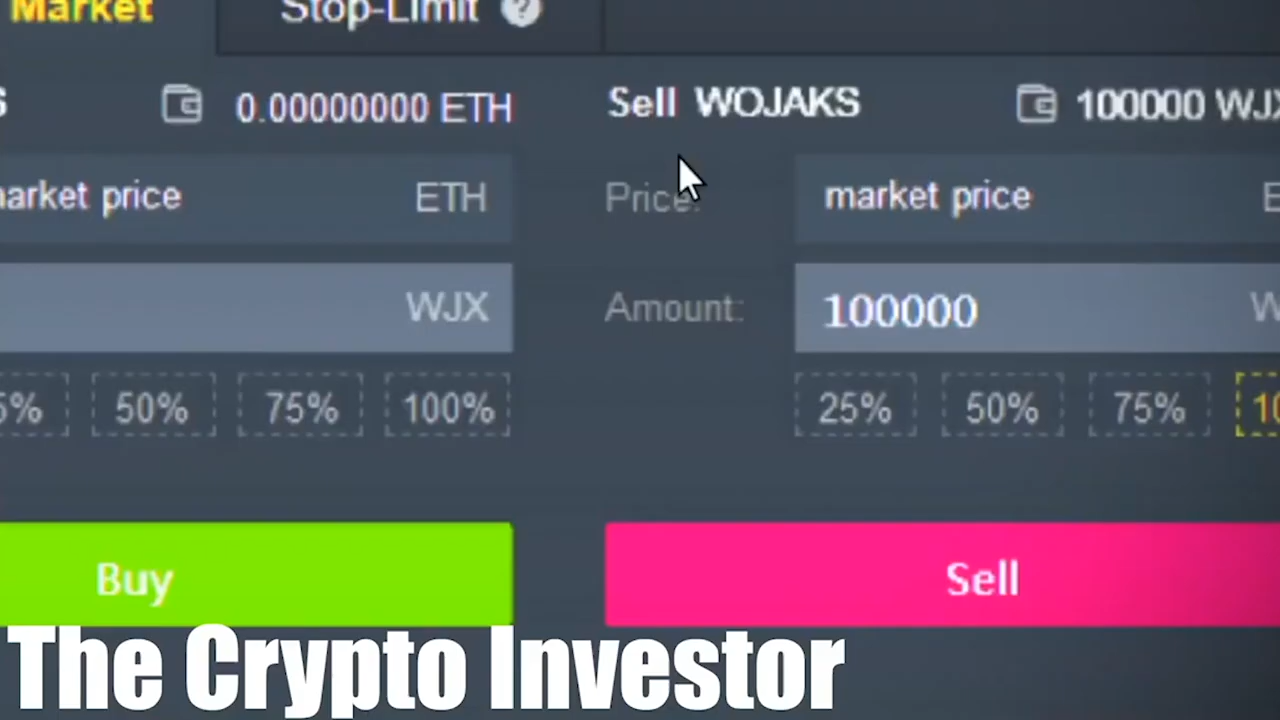 Market Stop-Limit ?
0.00000000 ETH Sell WOJAKS 100000 WJX
market price ETH Price: market price
WJX Amount: 100000
50% 75% 100% 25% 50% 75%
Buy Sell
The Crypto Investor